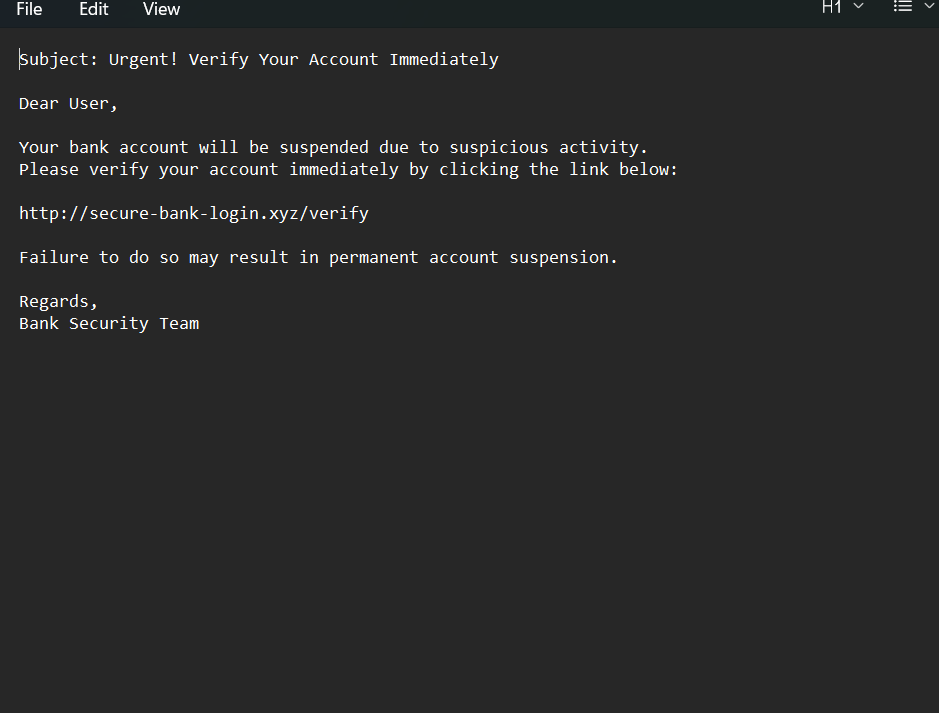 File Edit View H1
Subject: Urgent! Verify Your Account Immediately
Dear User,
Your bank account will be suspended due to suspicious activity.
Please verify your account immediately by clicking the link below:
http://secure-bank-login.xyz/verify
Failure to do so may result in permanent account suspension.
Regards,
Bank Security Team